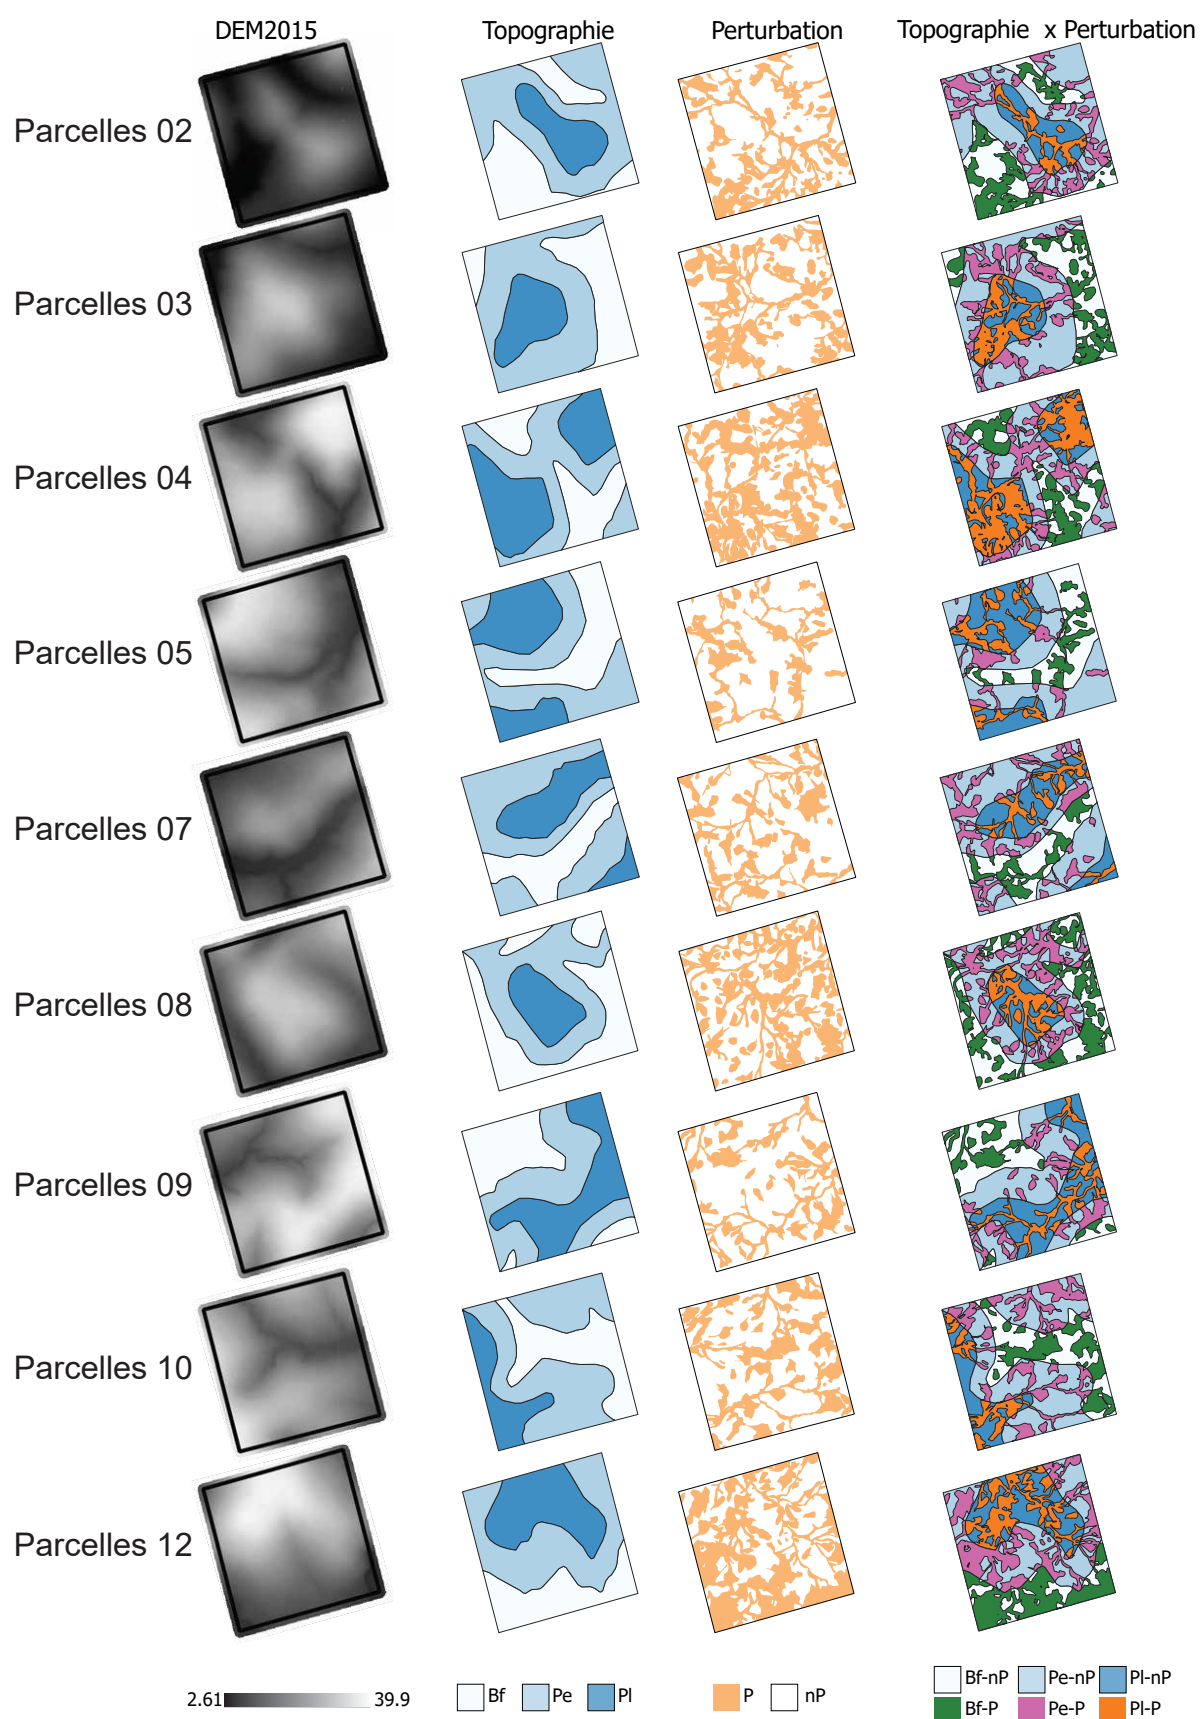 DEM2015 Topographie Perturbation Topographie x Perturbation
Parcelles 02
Parcelles 03
Parcelles 04
Parcelles 05
Parcelles 07
Parcelles 08
Parcelles 09
Parcelles 10
Parcelles 12
2.61 39.9 Bf Pe Pl P nP Bf-nP Pe-nP Pl-nP
Bf-P Pe-P Pl-P